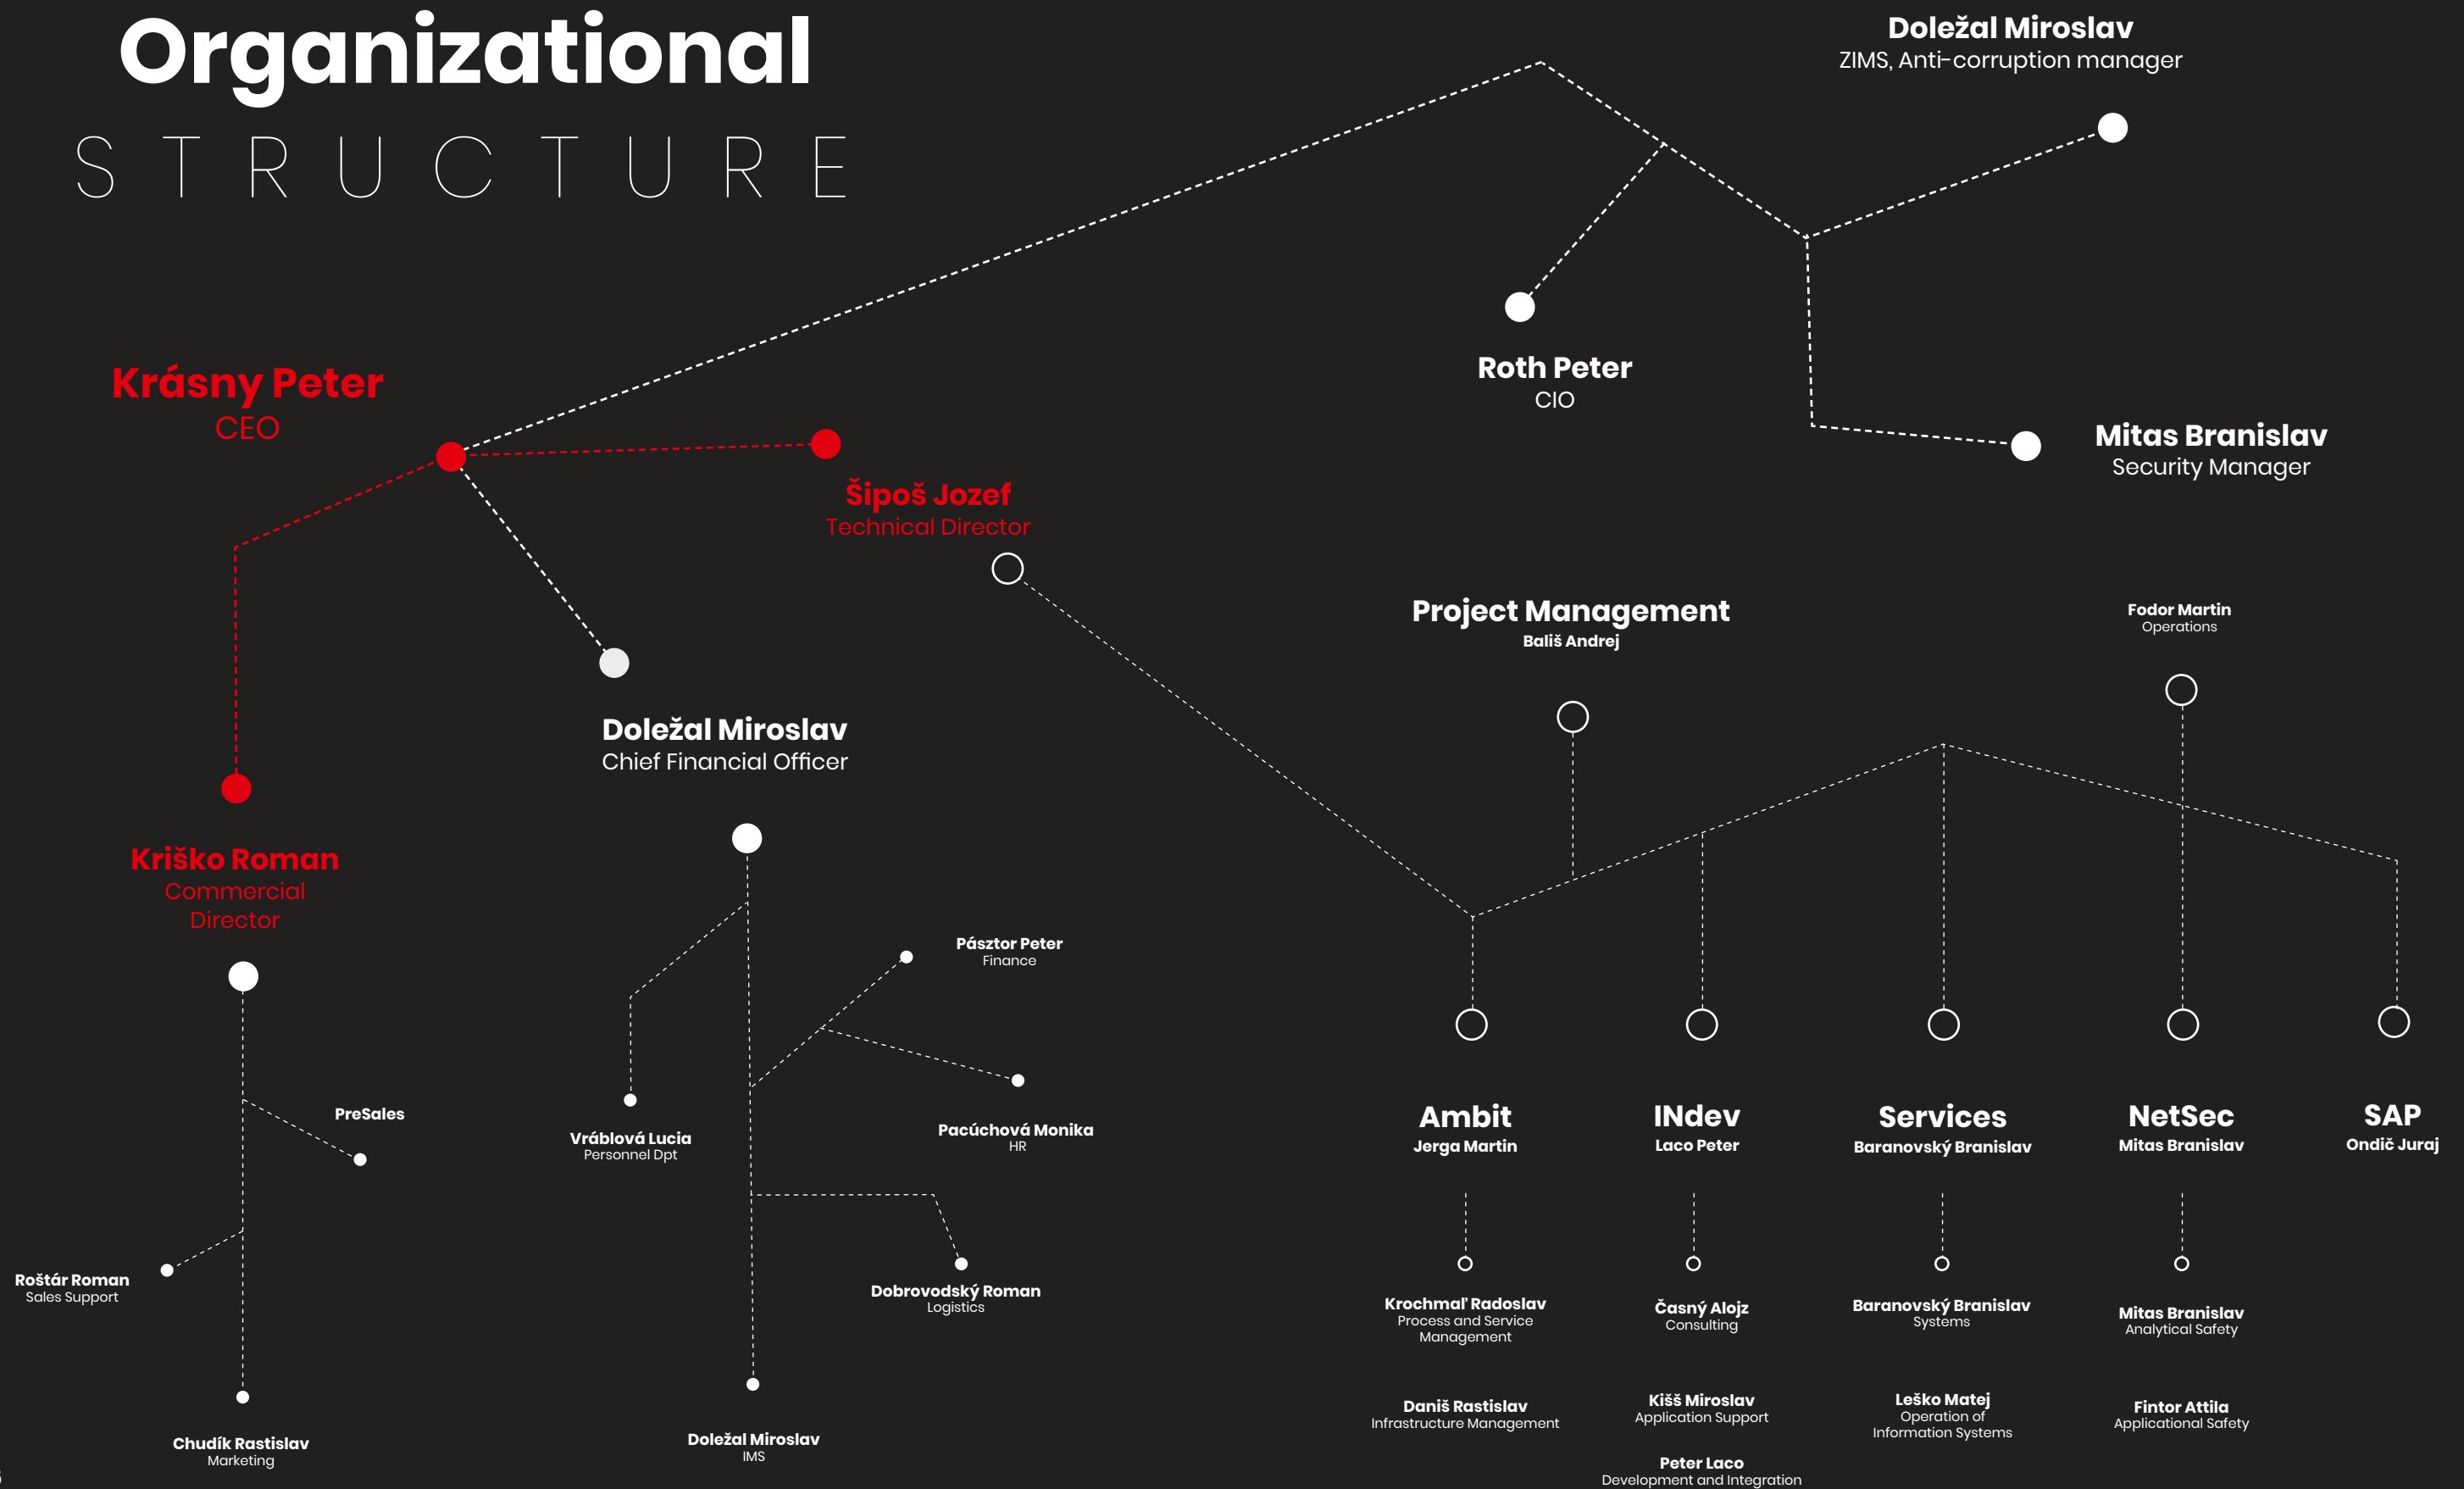 Organizational
STRUCTURE
Doležal Miroslav
ZIMS, Anti-corruption manager
Roth Peter
CIO
Mitas Branislav
Security Manager
Krásny Peter
CEO
Šipoš Jozef
Technical Director
Doležal Miroslav
Chief Financial Officer
Kriško Roman
Commercial
Director
PreSales
Roštár Roman
Sales Support
Chudík Rastislav
Marketing
Vráblová Lucia
Personnel Dpt
Pásztor Peter
Finance
Pacúchová Monika
HR
Dobrovodský Roman
Logistics
Doležal Miroslav
IMS
Project Management
Bališ Andrej
Fodor Martin
Operations
Ambit
Jerga Martin
INdev
Laco Peter
Services
Baranovský Branislav
NetSec
Mitas Branislav
SAP
Ondič Juraj
Krochmaľ Radoslav
Process and Service
Management
Daniš Rastislav
Infrastructure Management
Časný Alojz
Consulting
Kišš Miroslav
Application Support
Peter Laco
Development and Integration
Baranovský Branislav
Systems
Leško Matej
Operation of
Information Systems
Mitas Branislav
Analytical Safety
Fintor Attila
Applicational Safety